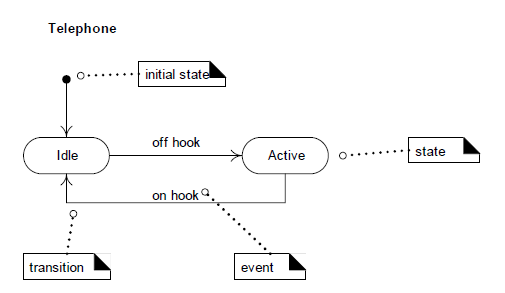 Telephone
initial state
off hook
Idle
Active
state
on hook
transition
event